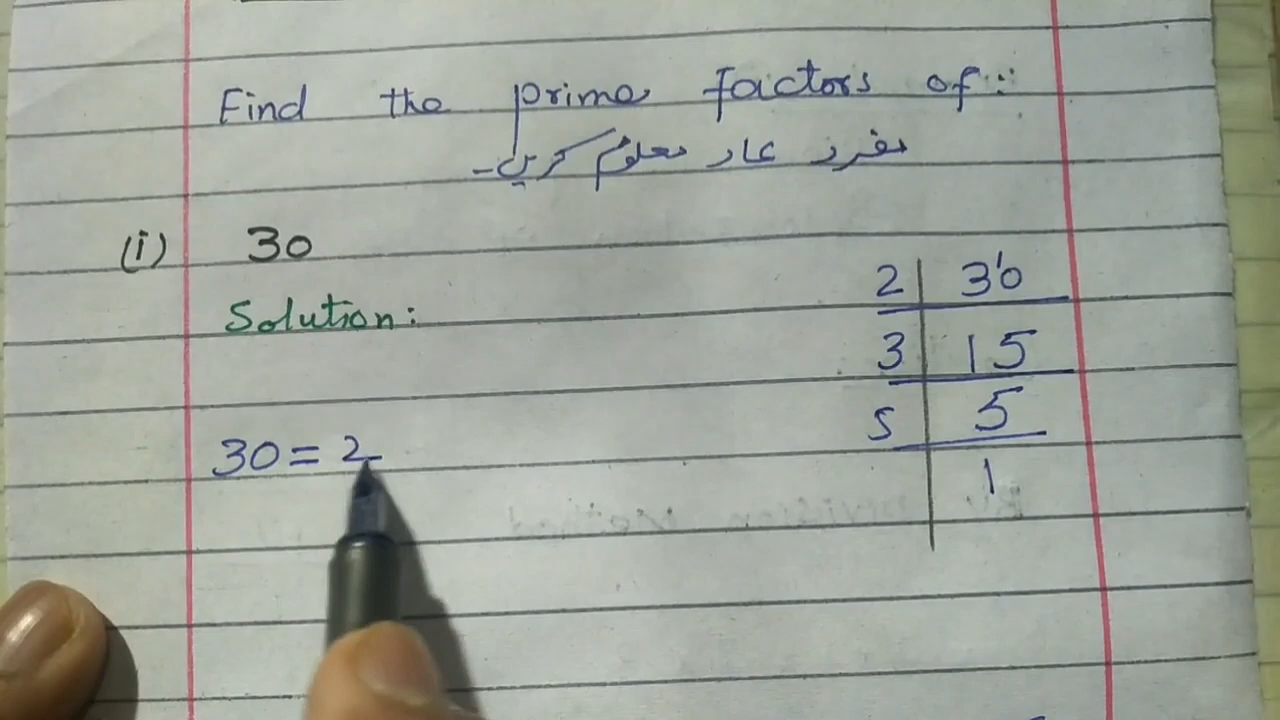 Find the prime factors of:
مفرد عاد معلوم کریں۔
(i) 30
Solution:
2 | 30
3 | 15
5 | 5
1
30 = 2